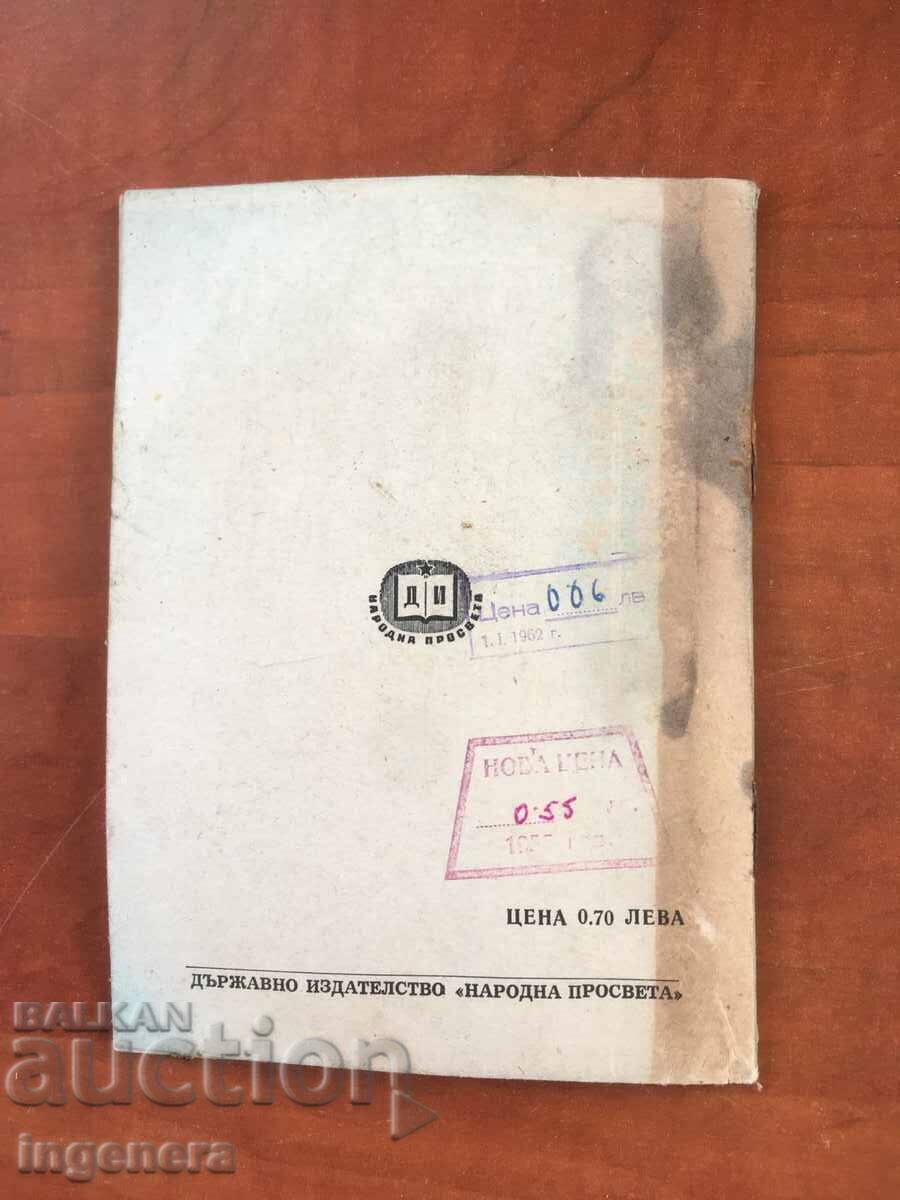 Д И
НАРОДНА ПРОСВЕТА
Цена 0 06 лв
1. I. 1962 г.
НОВА ЦЕНА
0.55
ЦЕНА 0.70 ЛЕВА
ДЪРЖАВНО ИЗДАТЕЛСТВО «НАРОДНА ПРОСВЕТА»
BALKAN
auction
ingenera